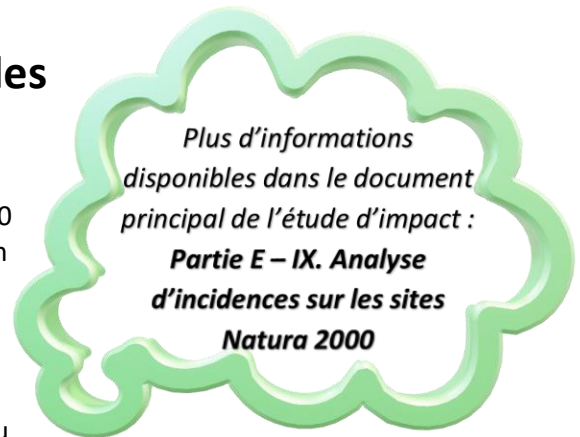 les
0
n
u
Plus d’informations
disponibles dans le document
principal de l’étude d’impact :
Partie E – IX. Analyse
d’incidences sur les sites
Natura 2000